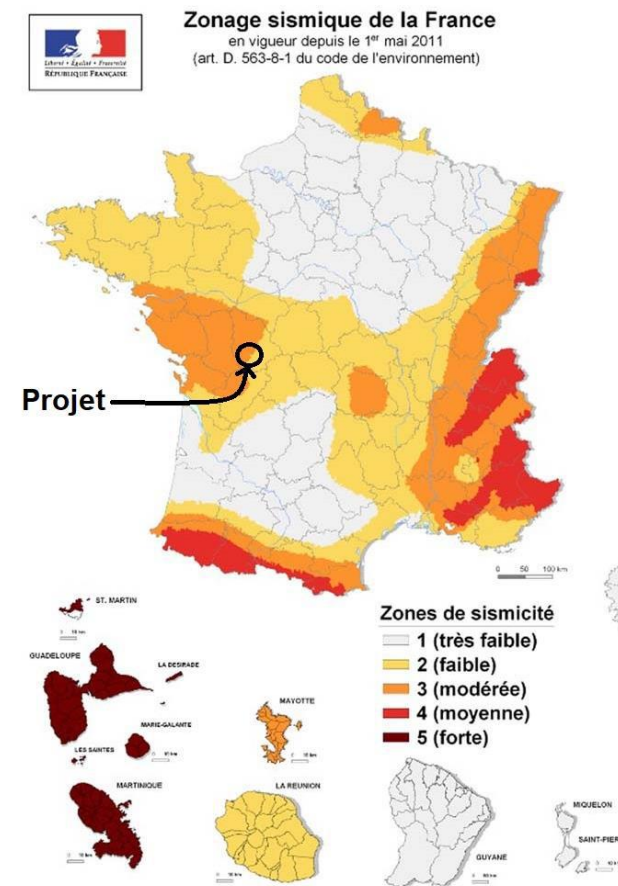 Zonage sismique de la France
en vigueur depuis le 1er mai 2011
(art. D. 563-8-1 du code de l'environnement)
Liberté • Égalité • Fraternité
RÉPUBLIQUE FRANÇAISE
Projet
0 50 100 km
ST. MARTIN
GUADELOUPE
LA DESIRADE
LES SAINTES
MARIE-GALANTE
MARTINIQUE
MAYOTTE
LA REUNION
Zones de sismicité
1 (très faible)
2 (faible)
3 (modérée)
4 (moyenne)
5 (forte)
GUYANE
MIQUELON
SAINT-PIER